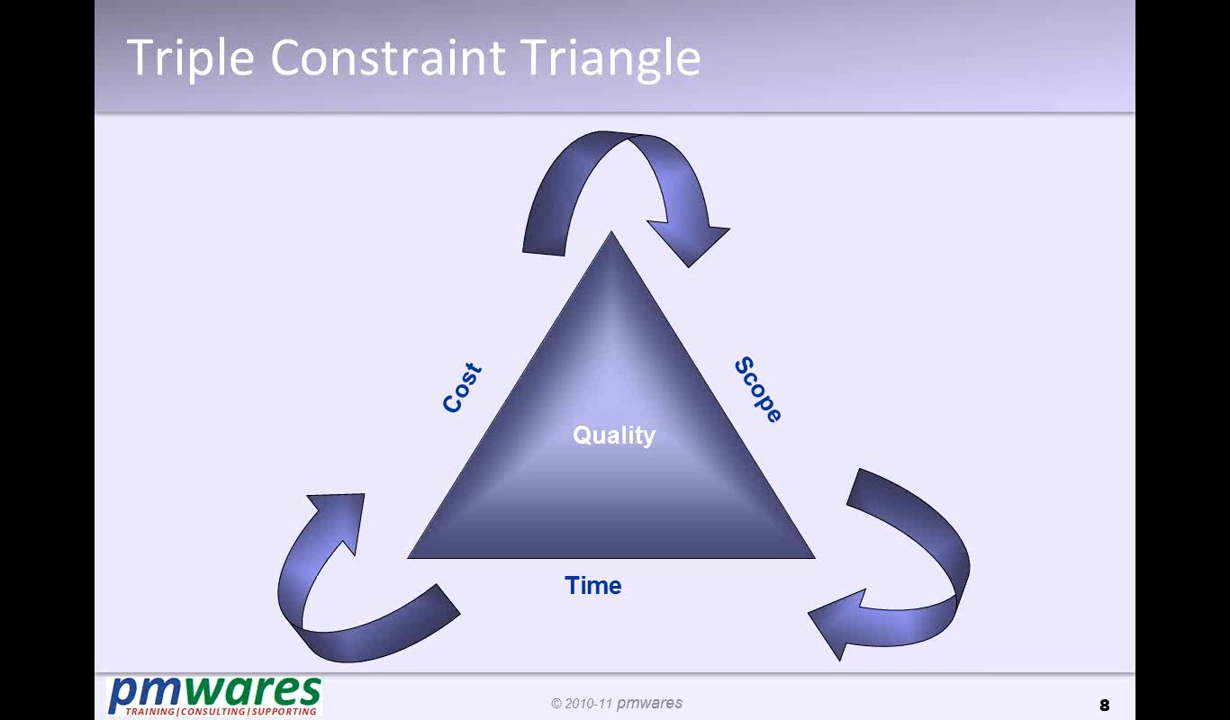 Triple Constraint Triangle
Cost
Scope
Quality
Time
pmwares
TRAINING|CONSULTING|SUPPORTING
© 2010-11 pmwares
8